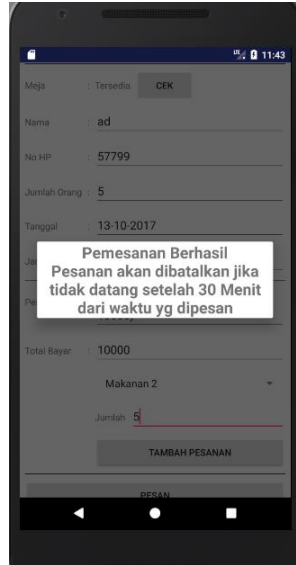 11:43
Meja : Tersedia CEK
Nama : ad
No.HP : 57799
Jumlah Orang : 5
Tanggal : 13-10-2017
Pemesanan Berhasil
Pesanan akan dibatalkan jika
tidak datang setelah 30 Menit
dari waktu yg dipesan
Total Bayar : 10000
Makanan 2
Jumlah 5
TAMBAH PESANAN
PESAN